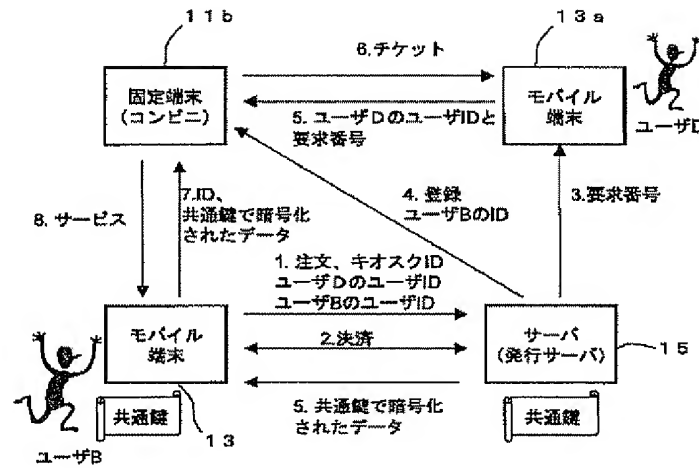 11b
13a
6.チケット
固定端末
(コンビニ)
モバイル
端末
ユーザD
5. ユーザDのユーザIDと
要求番号
8. サービス
7.ID、
共通鍵で暗号化
されたデータ
4. 登録
ユーザBのID
3.要求番号
1. 注文、キオスクID
ユーザDのユーザID
ユーザBのユーザID
モバイル
端末
2.決済
サーバ
(発行サーバ)
15
共通鍵
13
5. 共通鍵で暗号化
されたデータ
共通鍵
ユーザB